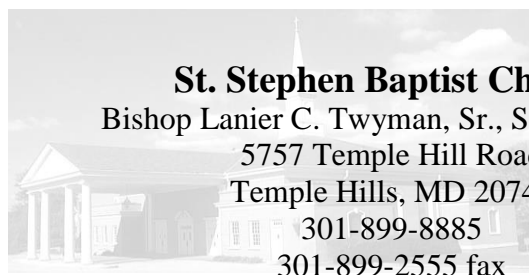 St. Stephen Baptist Ch
Bishop Lanier C. Twyman, Sr., S
5757 Temple Hill Road
Temple Hills, MD 2074
301-899-8885
301-899-2555 fax